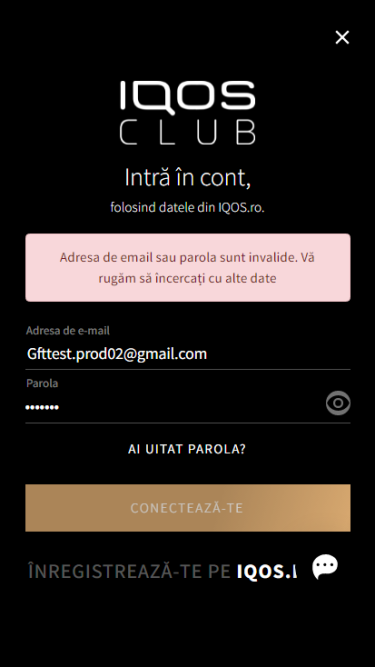 IQOS
CLUB
Intră în cont,
folosind datele din IQOS.ro.
Adresa de email sau parola sunt invalide. Vă
rugăm să încercați cu alte date
Adresa de e-mail
Gfttest.prod02@gmail.com
Parola
•••••••
AI UITAT PAROLA?
CONECTEAZĂ-TE
ÎNREGISTREAZĂ-TE PE IQOS.